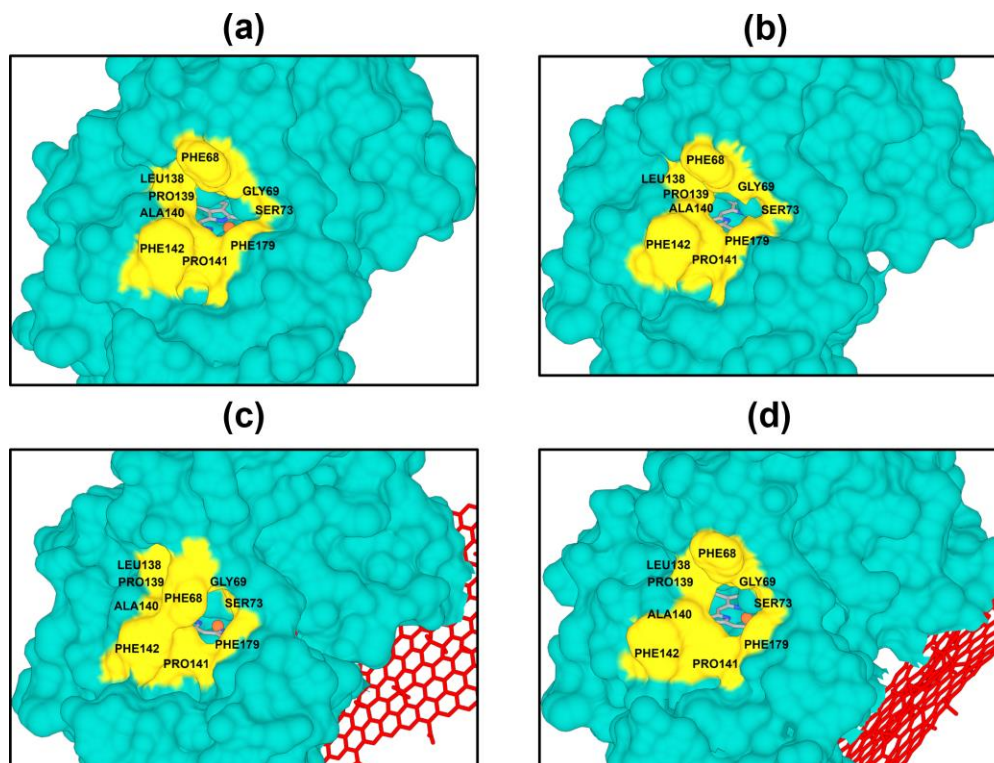 (a)
PHE68
LEU138
GLY69
PRO139
SER73
ALA140
PHE142
PHE179
PRO141
(b)
PHE68
LEU138
GLY69
PRO139
ALA140
SER73
PHE142
PHE179
PRO141
(c)
LEU138
PRO139
GLY69
PHE68
SER73
ALA140
PHE142
PHE179
PRO141
(d)
PHE68
LEU138
PRO139
GLY69
SER73
ALA140
PHE179
PHE142
PRO141